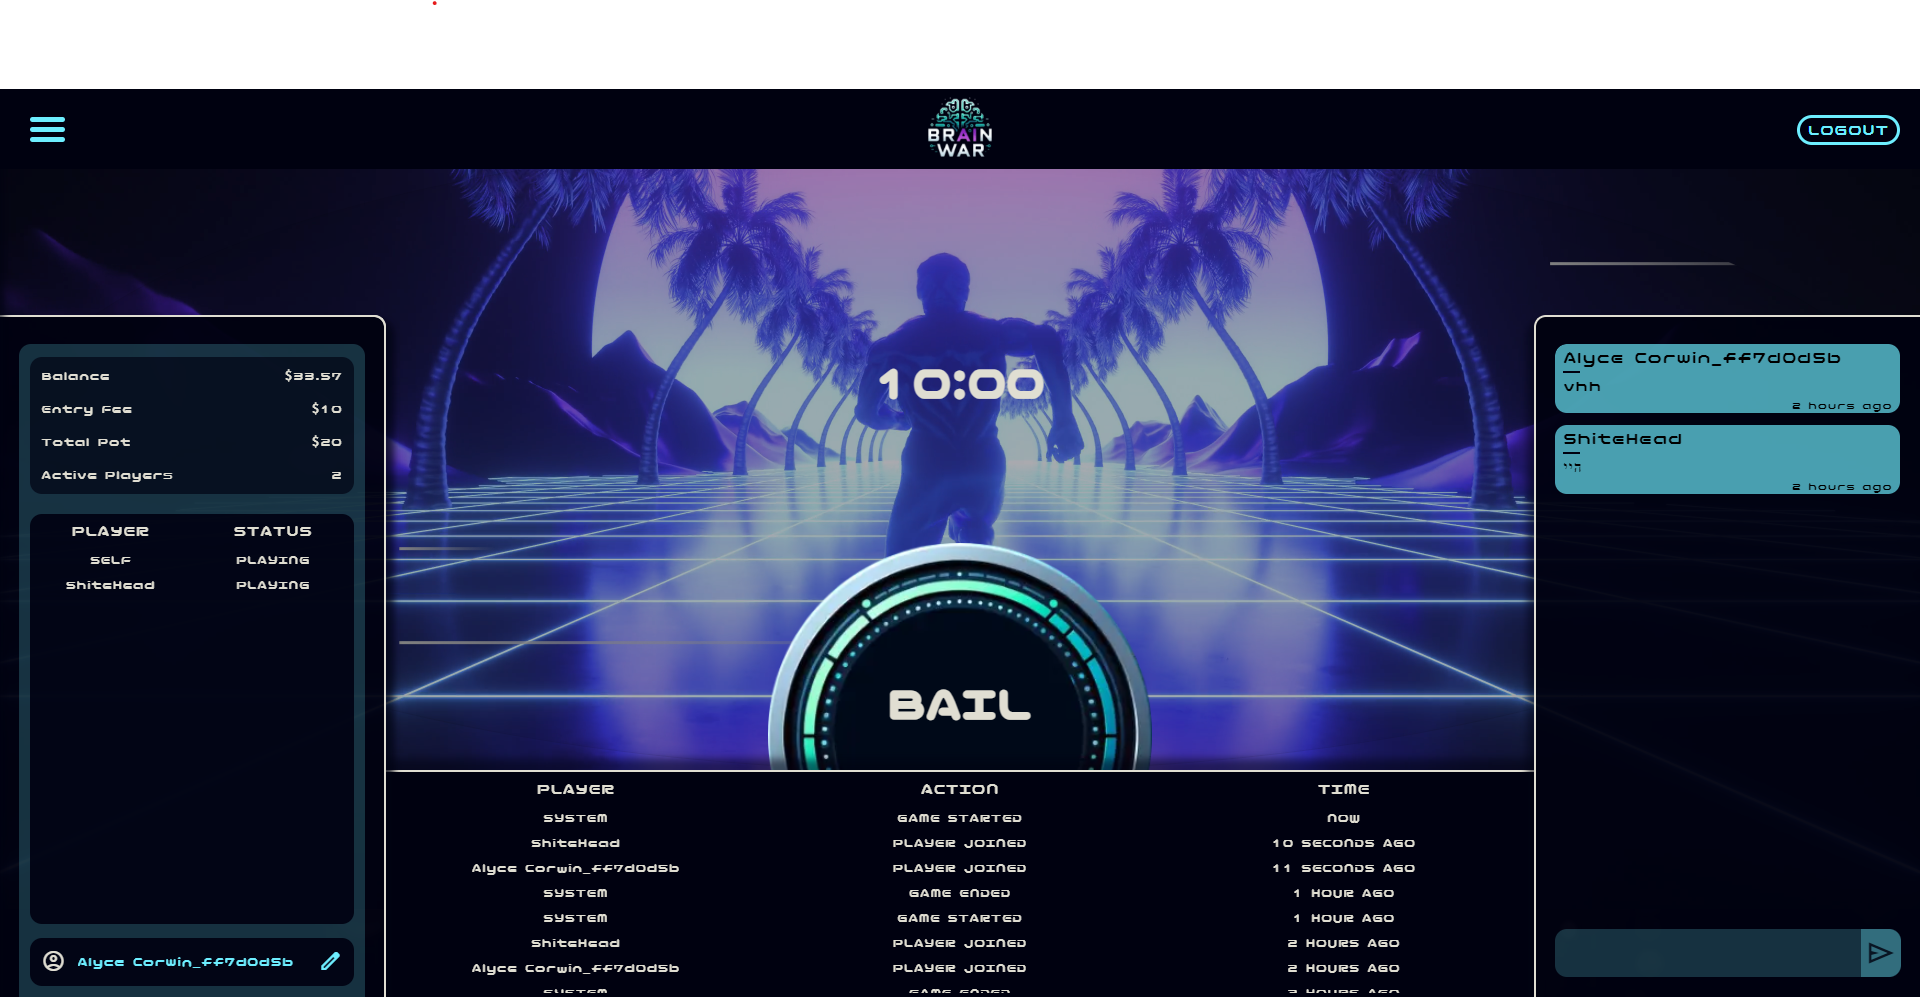 BRAIN
WAR
LOGOUT
Balance $33.57
Entry Fee $10
Total Pot $20
Active Players 2
PLAYER STATUS
SELF PLAYING
ShiteHead PLAYING
Alyce Corwin_ff7d0d5b
10:00
BAIL
PLAYER ACTION TIME
SYSTEM GAME STARTED NOW
ShiteHead PLAYER JOINED 10 SECONDS AGO
Alyce Corwin_ff7d0d5b PLAYER JOINED 11 SECONDS AGO
SYSTEM GAME ENDED 1 HOUR AGO
SYSTEM GAME STARTED 1 HOUR AGO
ShiteHead PLAYER JOINED 2 HOURS AGO
Alyce Corwin_ff7d0d5b PLAYER JOINED 2 HOURS AGO
SYSTEM GAME ENDED
Alyce Corwin_ff7d0d5b
vhh
2 hours ago
ShiteHead
היי
2 hours ago